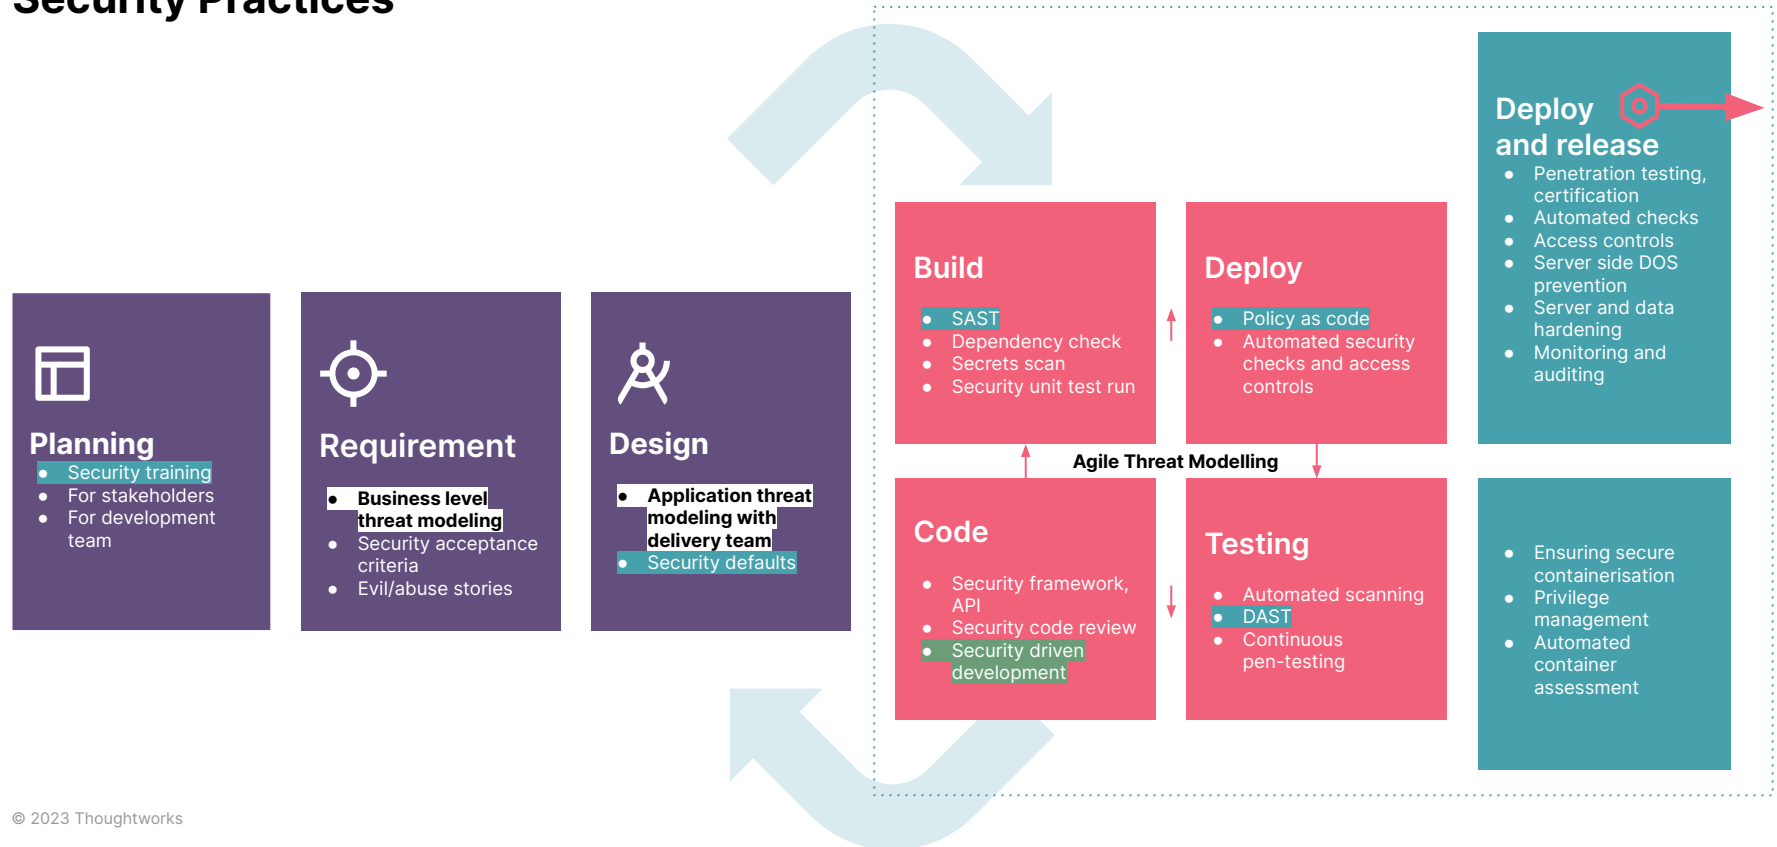 Security Practices
Planning
● Security training
● For stakeholders
● For development
team
Requirement
● Business level
threat modeling
● Security acceptance
criteria
● Evil/abuse stories
Design
● Application threat
modeling with
delivery team
● Security defaults
Build
● SAST
● Dependency check
● Secrets scan
● Security unit test run
Deploy
● Policy as code
● Automated security
checks and access
controls
Agile Threat Modelling
Code
● Security framework,
API
● Security code review
● Security driven
development
Testing
● Automated scanning
● DAST
● Continuous
pen-testing
Deploy
and release
● Penetration testing,
certification
● Automated checks
● Access controls
● Server side DOS
prevention
● Server and data
hardening
● Monitoring and
auditing
● Ensuring secure
containerisation
● Privilege
management
● Automated
container
assessment
© 2023 Thoughtworks